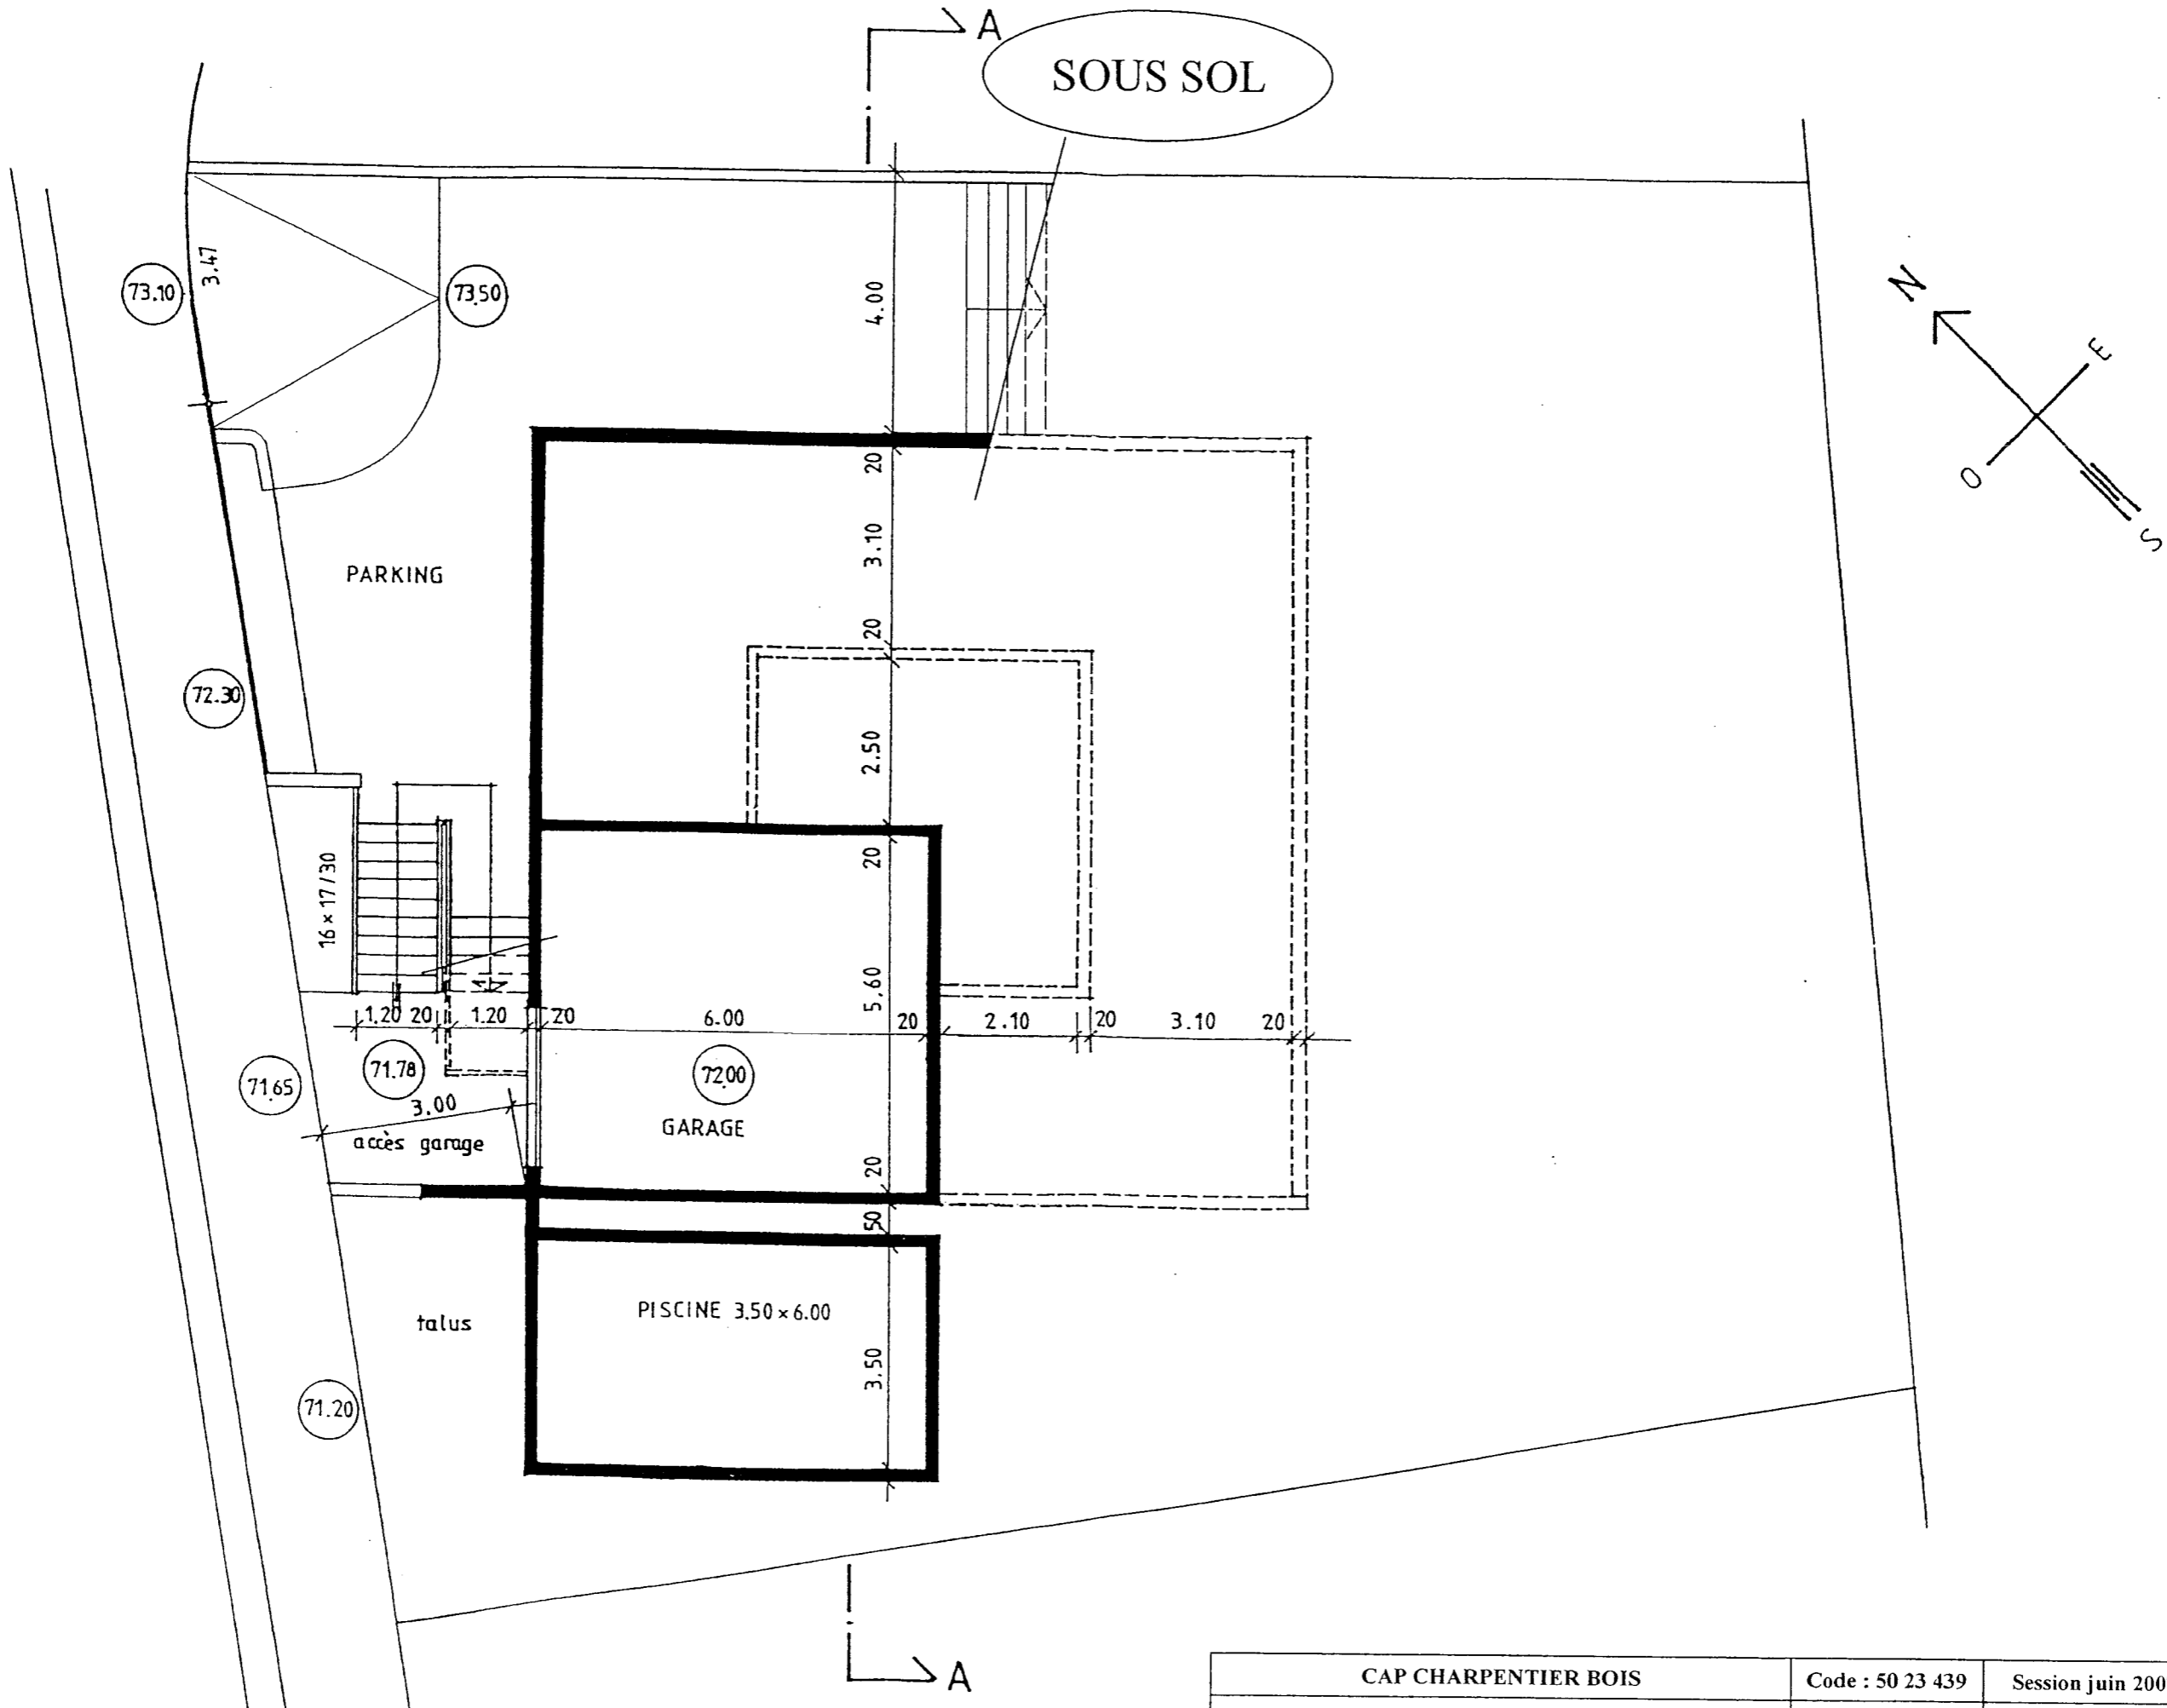 A
SOUS SOL
3.47
73.10
73.50
4.00
N
E
O
S
20
3.10
PARKING
20
72.30
2.50
20
16 x 17/30
5,60
1,20 20 1.20 20 6.00 20 2.10 20 3.10 20
71.65
71.78
72.00
3.00
GARAGE
accès garage
20
50
PISCINE 3.50 x 6.00
talus
3.50
71.20
A
CAP CHARPENTIER BOIS
Code : 50 23 439
Session juin 200